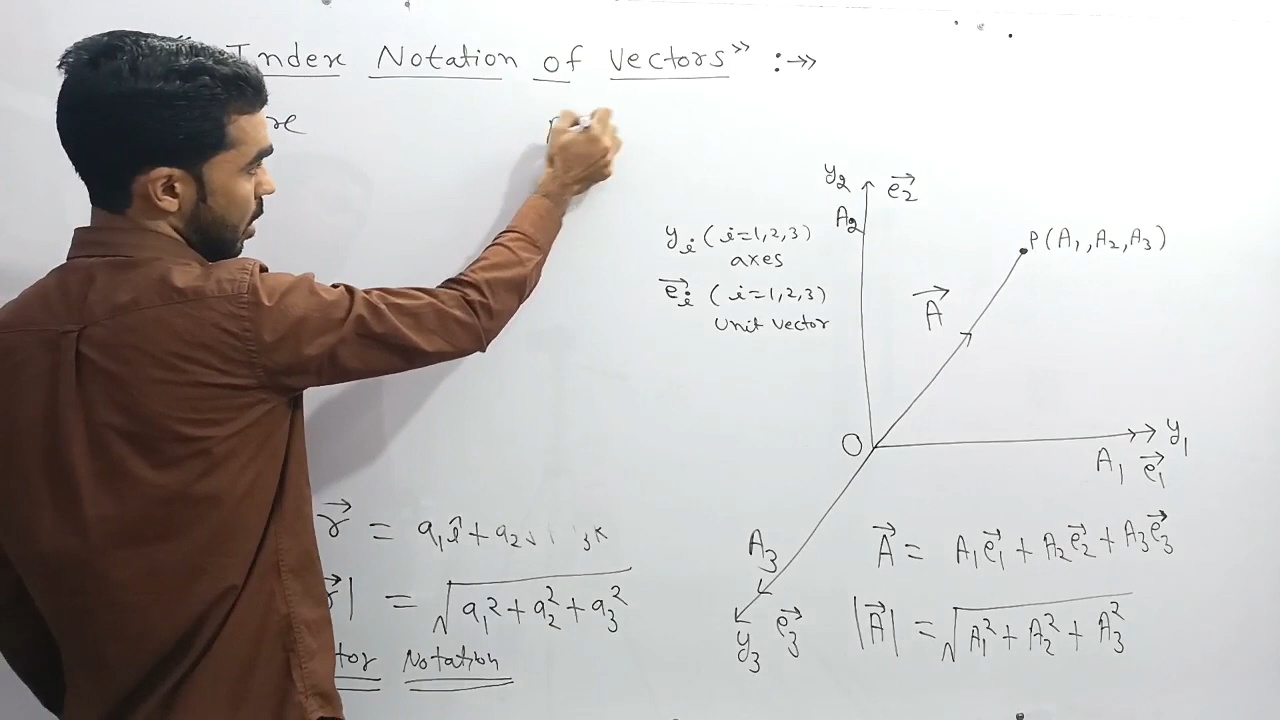 Index Notation of Vectors" :->>
re
y₂ e₂⃗
A₂
yᵢ (i=1,2,3)
axes
P(A₁,A₂,A₃)
eᵢ⃗ (i=1,2,3)
unit vector
A⃗
O
y₁
A₁ e₁⃗
r⃗ = a₁î + a₂
A⃗ = A₁e₁⃗ + A₂e₂⃗ + A₃e₃⃗
A₃
| = √a₁² + a₂² + a₃²
y₃ e₃⃗
|A⃗| = √A₁² + A₂² + A₃²
tor Notation